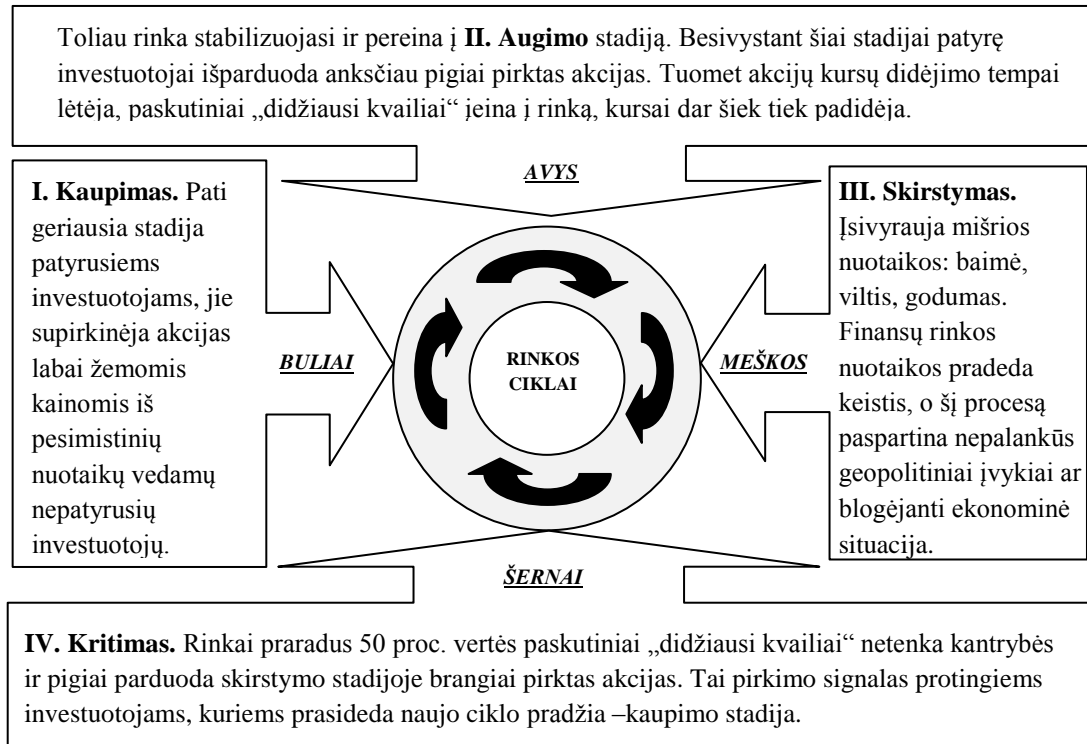 Toliau rinka stabilizuojasi ir pereina į II. Augimo stadiją. Besivystant šiai stadijai patyrę
investuotojai išparduoda anksčiau pigiai pirktas akcijas. Tuomet akcijų kursų didėjimo tempai
lėtėja, paskutiniai „didžiausi kvailiai“ įeina į rinką, kursai dar šiek tiek padidėja.
AVYS
I. Kaupimas. Pati
geriausia stadija
patyrusiems
investuotojams, jie
supirkinėja akcijas
labai žemomis
kainomis iš
pesimistinių
nuotaikų vedamų
nepatyrusių
investuotojų.
BULIAI
RINKOS
CIKLAI
MEŠKOS
III. Skirstymas.
Įsivyrauja mišrios
nuotaikos: baimė,
viltis, godumas.
Finansų rinkos
nuotaikos pradeda
keistis, o šį procesą
paspartina nepalankūs
geopolitiniai įvykiai ar
blogėjanti ekonominė
situacija.
ŠERNAI
IV. Kritimas. Rinkai praradus 50 proc. vertės paskutiniai „didžiausi kvailiai“ netenka kantrybės
ir pigiai parduoda skirstymo stadijoje brangiai pirktas akcijas. Tai pirkimo signalas protingiems
investuotojams, kuriems prasideda naujo ciklo pradžia –kaupimo stadija.